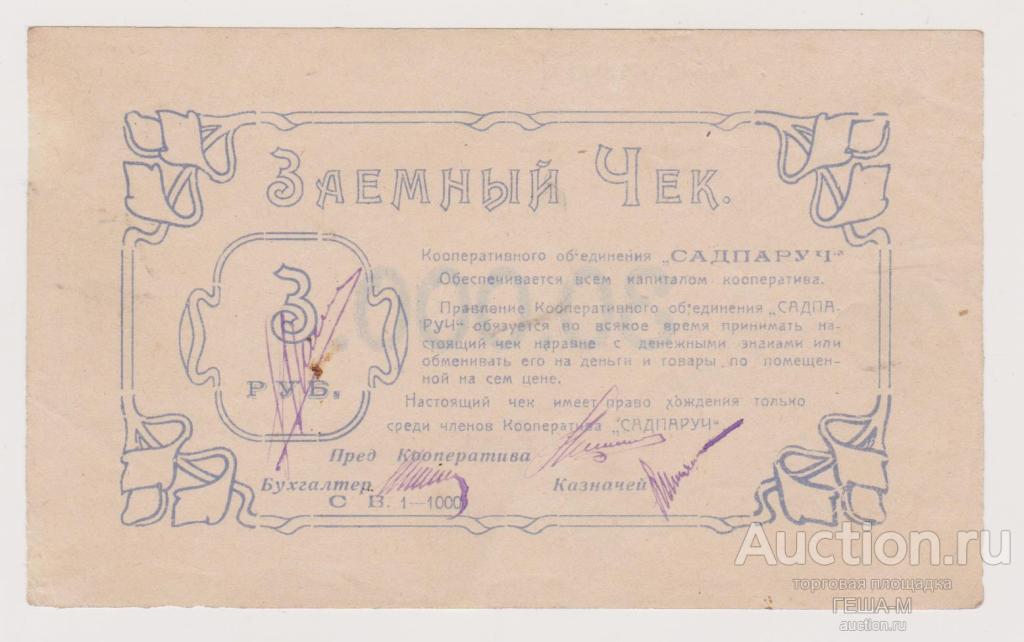 Заемный Чек.
Кооперативного об'единения „САДПАРУЧ“
Обеспечивается всем капиталом кооператива.
3
РУБ.
Правление Кооперативного об'единения „САДПА-
РУЧ“ обязуется во всякое время принимать на-
стоящий чек наравне с денежными знаками или
обменивать его на деньги и товары, по помещен-
ной на сем цене.
Настоящий чек имеет право хождения только
среди членов Кооператива „САДПАРУЧ“
Пред Кооператива
Бухгалтер
Казначей
С В. 1—1000
Auction.ru
торговая площадка
ГЕША-М
auction.ru